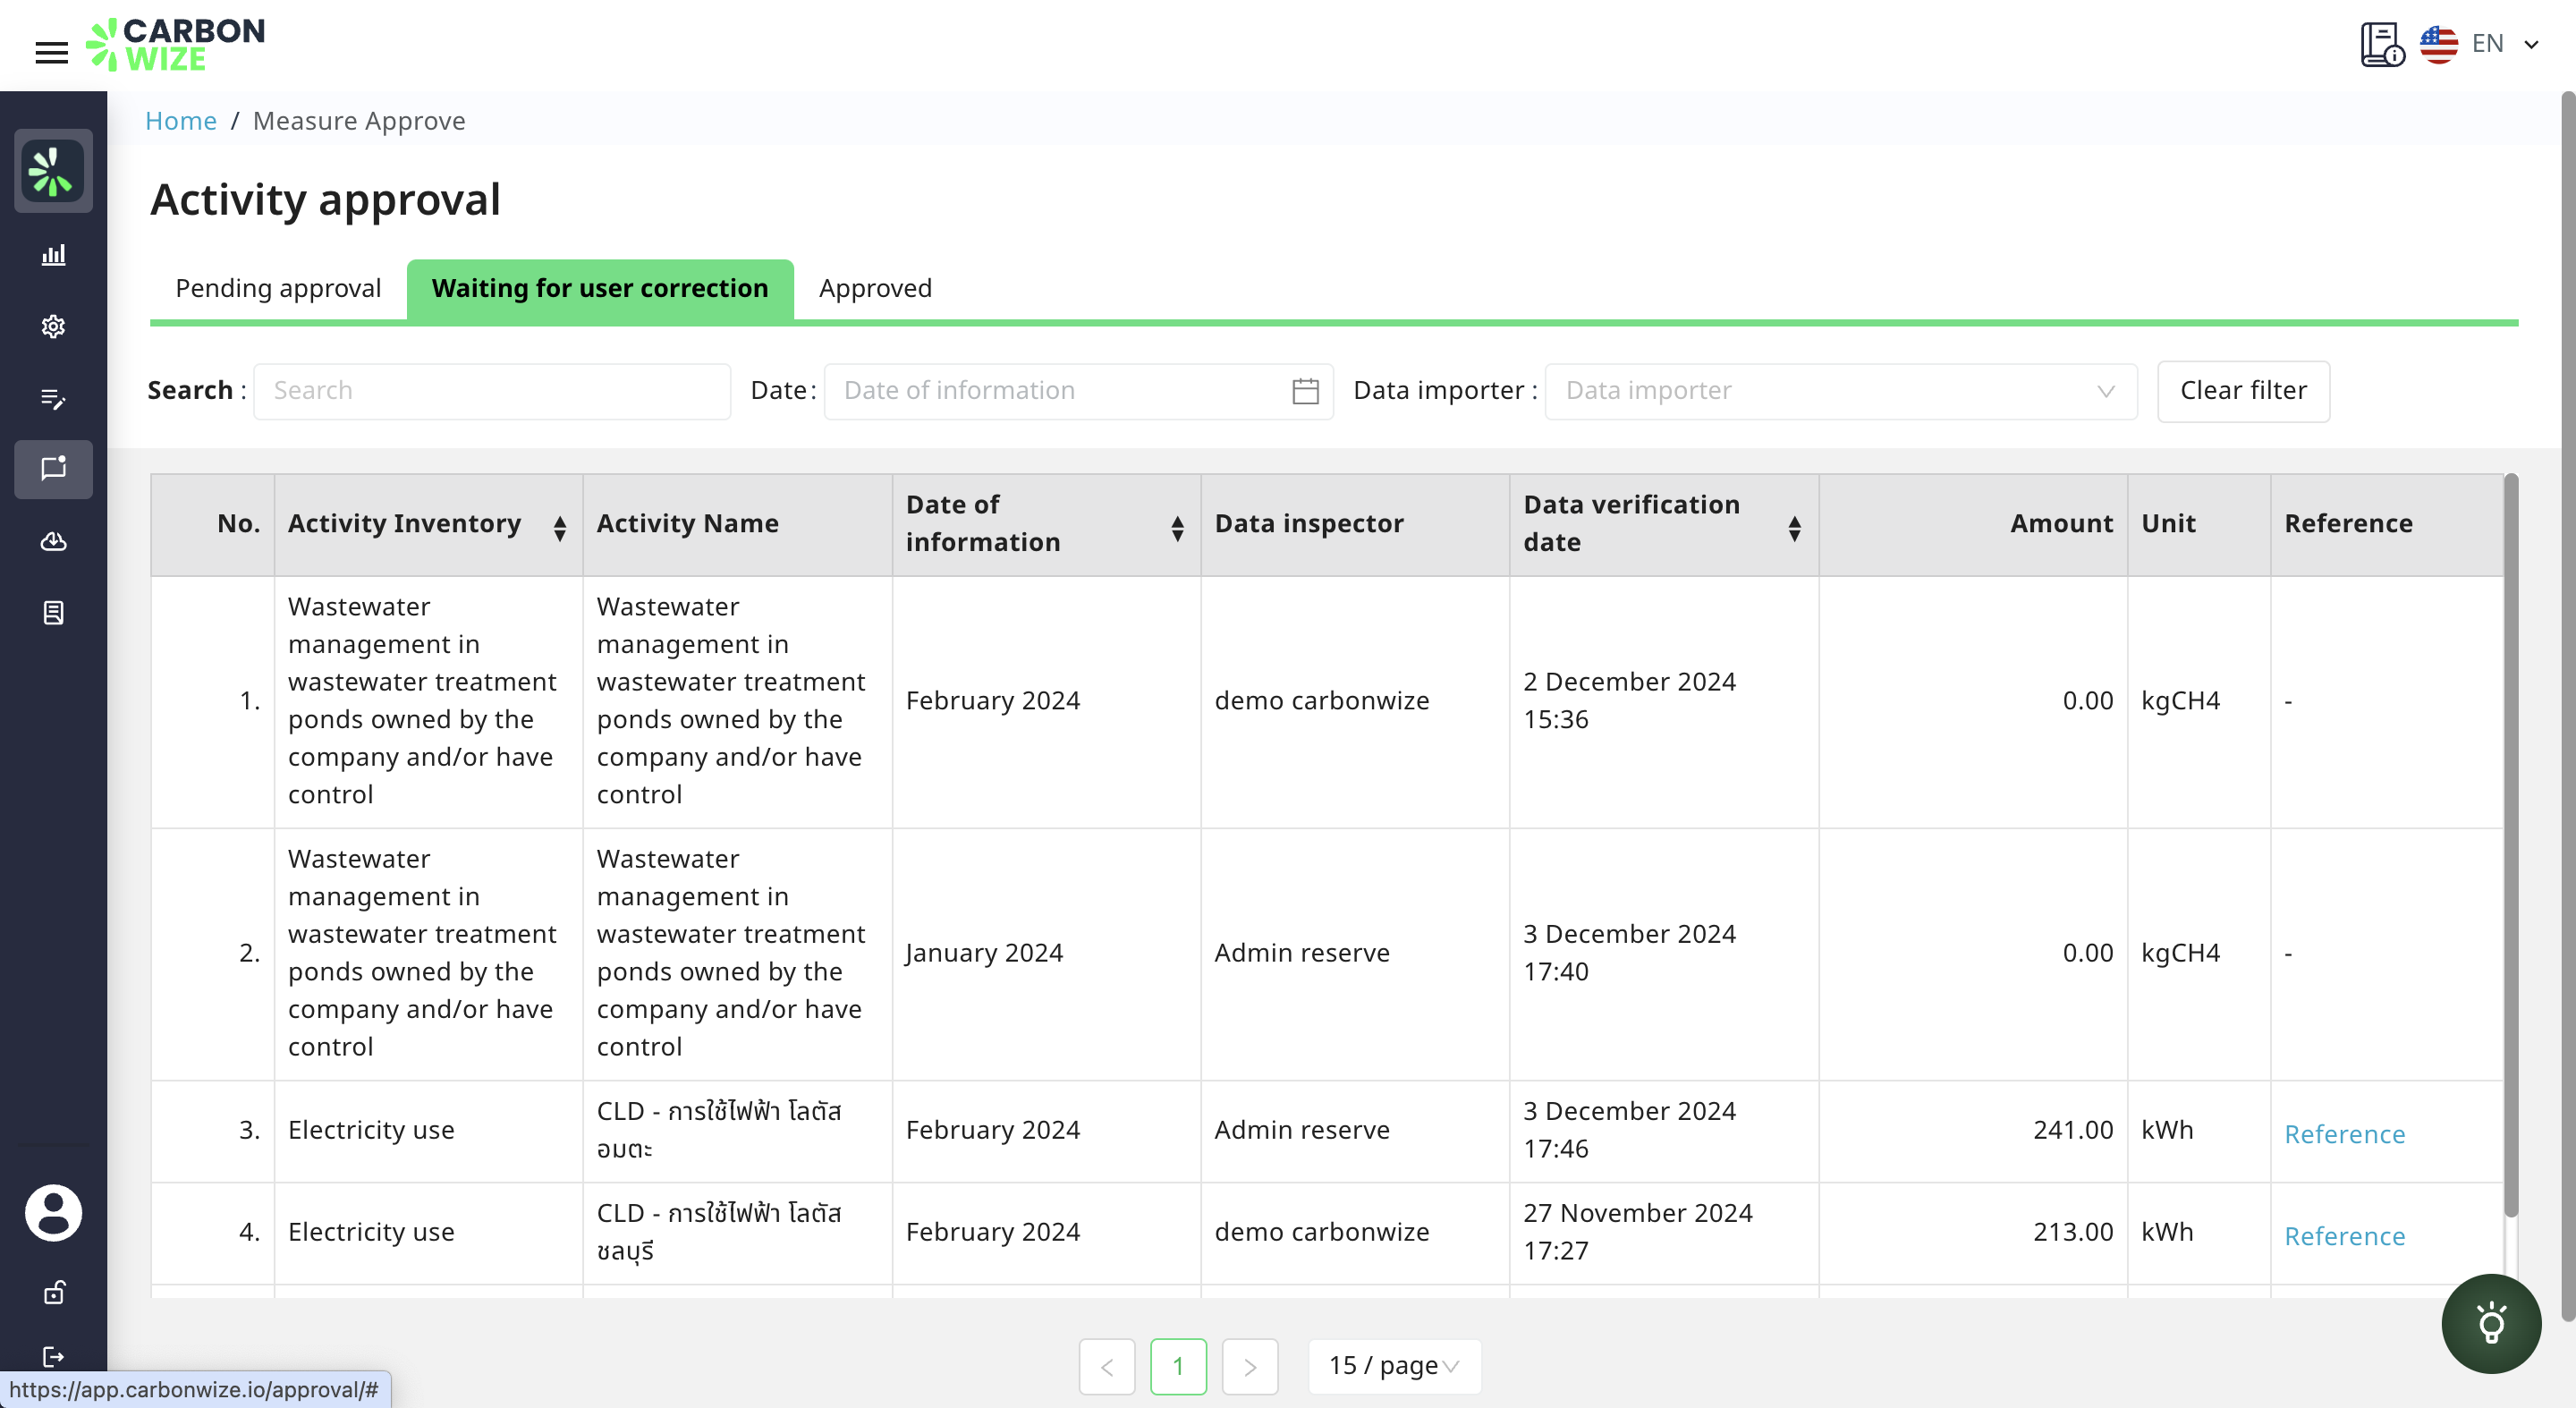 CARBON
WIZE
EN
Home / Measure Approve
Activity approval
Pending approval
Waiting for user correction
Approved
Search :
Search
Date :
Date of information
Data importer :
Data importer
Clear filter
No.
Activity Inventory
Activity Name
Date of
information
Data inspector
Data verification
date
Amount
Unit
Reference
1.
Wastewater
management in
wastewater treatment
ponds owned by the
company and/or have
control
Wastewater
management in
wastewater treatment
ponds owned by the
company and/or have
control
February 2024
demo carbonwize
2 December 2024
15:36
0.00
kgCH4
-
2.
Wastewater
management in
wastewater treatment
ponds owned by the
company and/or have
control
Wastewater
management in
wastewater treatment
ponds owned by the
company and/or have
control
January 2024
Admin reserve
3 December 2024
17:40
0.00
kgCH4
-
3.
Electricity use
CLD - การใช้ไฟฟ้า โลตัส
อมตะ
February 2024
Admin reserve
3 December 2024
17:46
241.00
kWh
Reference
4.
Electricity use
CLD - การใช้ไฟฟ้า โลตัส
ชลบุรี
February 2024
demo carbonwize
27 November 2024
17:27
213.00
kWh
Reference
1
15 / page
https://app.carbonwize.io/approval/#